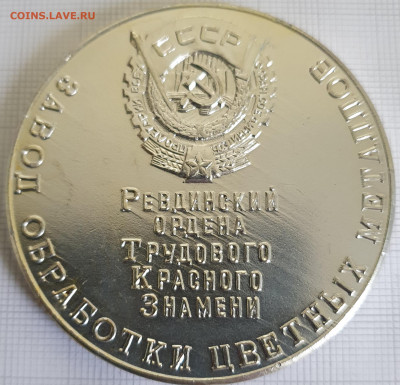 COINS.LAVE.RU
СССР
РЕВДИНСКИЙ
ОРДЕНА
ТРУДОВОГО
КРАСНОГО
ЗНАМЕНИ
ЗАВОД ОБРАБОТКИ ЦВЕТНЫХ МЕТАЛЛОВ